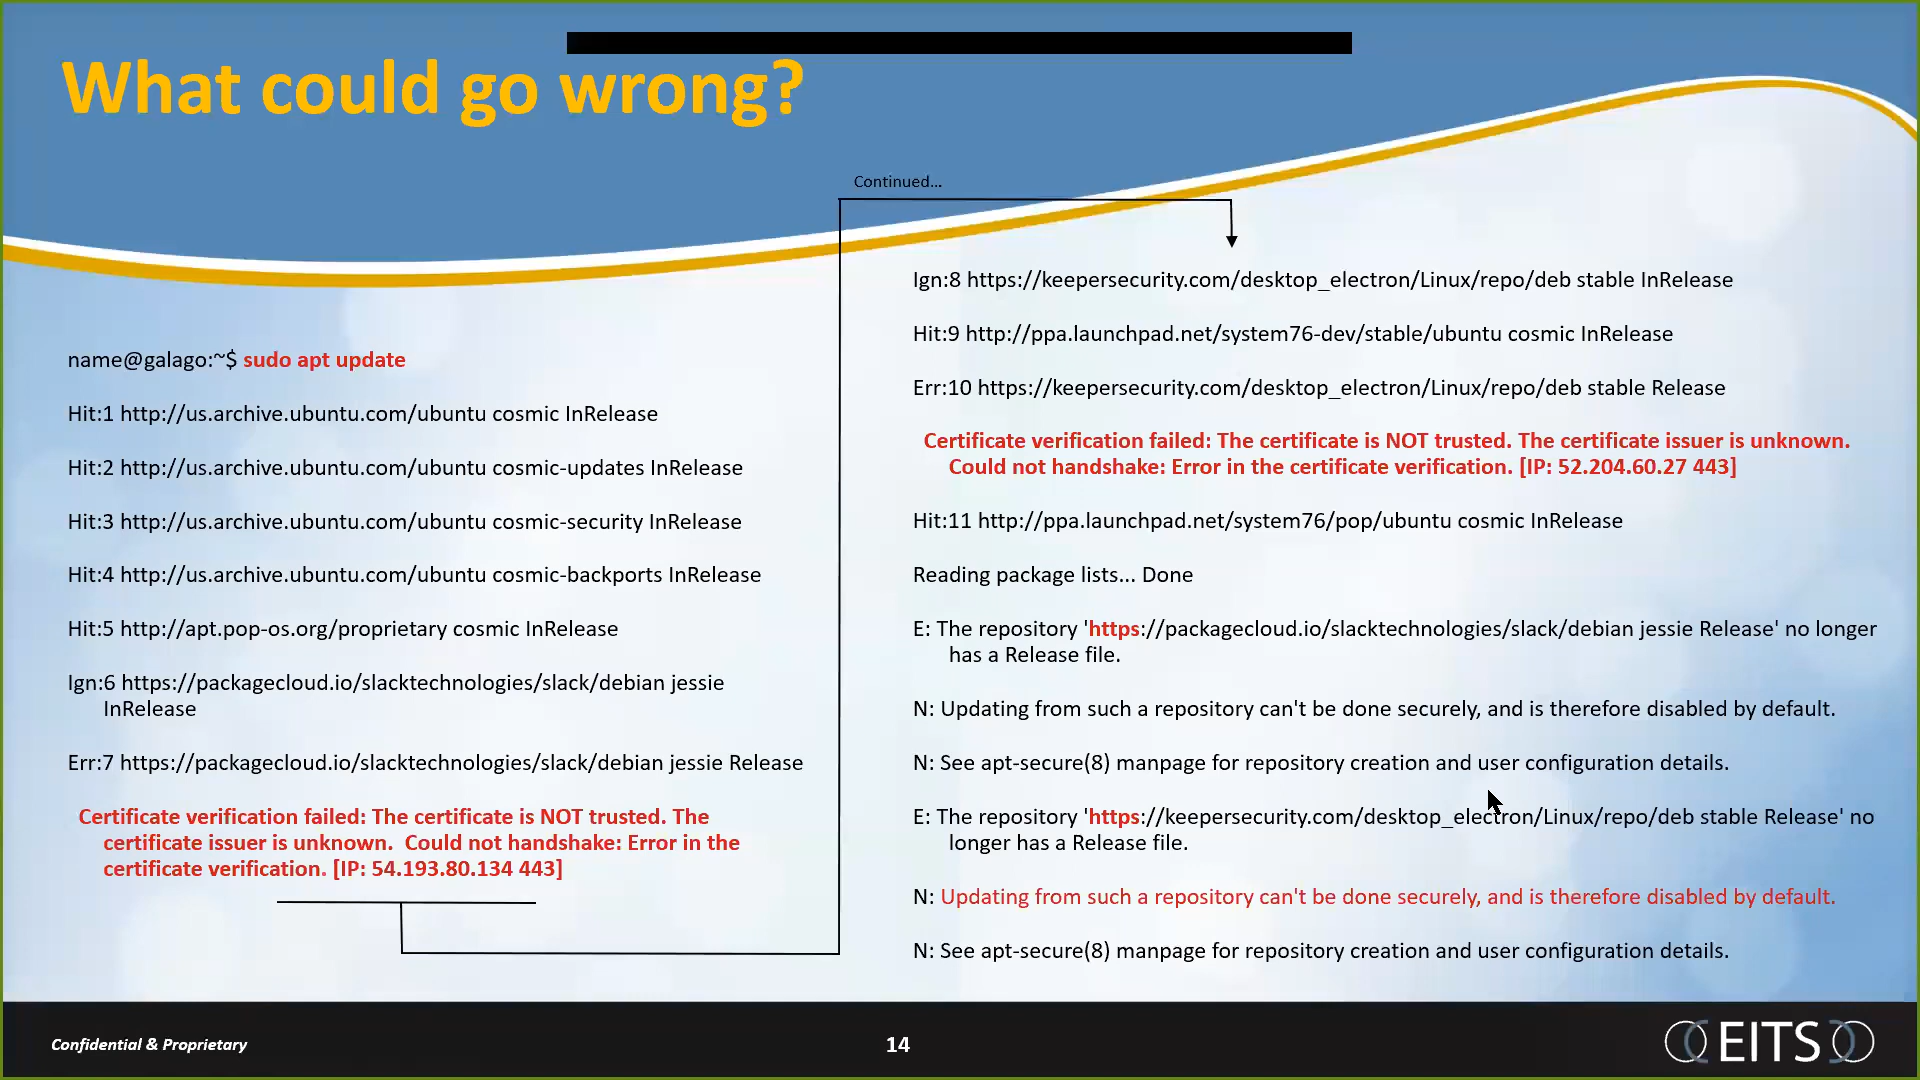 What could go wrong?
name@galago:~$ sudo apt update
Hit:1 http://us.archive.ubuntu.com/ubuntu cosmic InRelease
Hit:2 http://us.archive.ubuntu.com/ubuntu cosmic-updates InRelease
Hit:3 http://us.archive.ubuntu.com/ubuntu cosmic-security InRelease
Hit:4 http://us.archive.ubuntu.com/ubuntu cosmic-backports InRelease
Hit:5 http://apt.pop-os.org/proprietary cosmic InRelease
Ign:6 https://packagecloud.io/slacktechnologies/slack/debian jessie
InRelease
Err:7 https://packagecloud.io/slacktechnologies/slack/debian jessie Release
Certificate verification failed: The certificate is NOT trusted. The
certificate issuer is unknown.  Could not handshake: Error in the
certificate verification. [IP: 54.193.80.134 443]
Continued...
Ign:8 https://keepersecurity.com/desktop_electron/Linux/repo/deb stable InRelease
Hit:9 http://ppa.launchpad.net/system76-dev/stable/ubuntu cosmic InRelease
Err:10 https://keepersecurity.com/desktop_electron/Linux/repo/deb stable Release
Certificate verification failed: The certificate is NOT trusted. The certificate issuer is unknown.
Could not handshake: Error in the certificate verification. [IP: 52.204.60.27 443]
Hit:11 http://ppa.launchpad.net/system76/pop/ubuntu cosmic InRelease
Reading package lists... Done
E: The repository 'https://packagecloud.io/slacktechnologies/slack/debian jessie Release' no longer
has a Release file.
N: Updating from such a repository can't be done securely, and is therefore disabled by default.
N: See apt-secure(8) manpage for repository creation and user configuration details.
E: The repository 'https://keepersecurity.com/desktop_electron/Linux/repo/deb stable Release' no
longer has a Release file.
N: Updating from such a repository can't be done securely, and is therefore disabled by default.
N: See apt-secure(8) manpage for repository creation and user configuration details.
Confidential & Proprietary
14
EITS